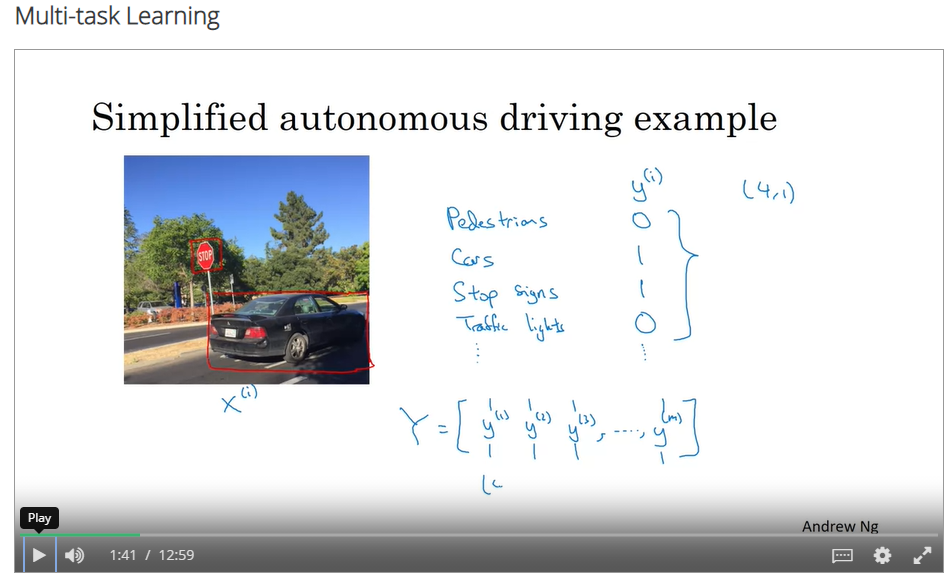 Multi-task Learning
Simplified autonomous driving example
STOP
y(i) (4,1)
Pedestrians 0
Cars 1
Stop signs 1
Traffic lights 0
⋮ ⋮
x(i)
Y = [ y(1) y(2) y(3), ...., y(m) ]
(4
Play
Andrew Ng
1:41 / 12:59